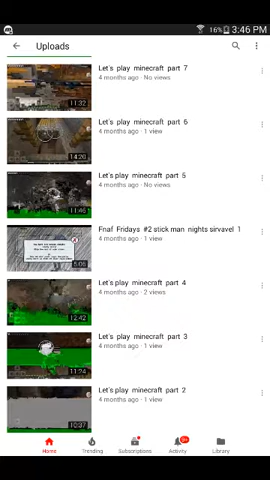 16% 3:46 PM
Uploads
Let's play minecraft part 7
4 months ago • No views
11:32
Let's play minecraft part 6
4 months ago • 1 view
14:26
Let's play minecraft part 5
4 months ago • No views
11:46
Fnaf Fridays #2 stick man nights sirvavel 1
4 months ago • 1 view
5:06
Let's play minecraft part 4
4 months ago • 2 views
12:42
Let's play minecraft part 3
4 months ago • 1 view
11:24
Let's play minecraft part 2
4 months ago • 1 view
10:37
Home Trending Subscriptions Activity Library
9+